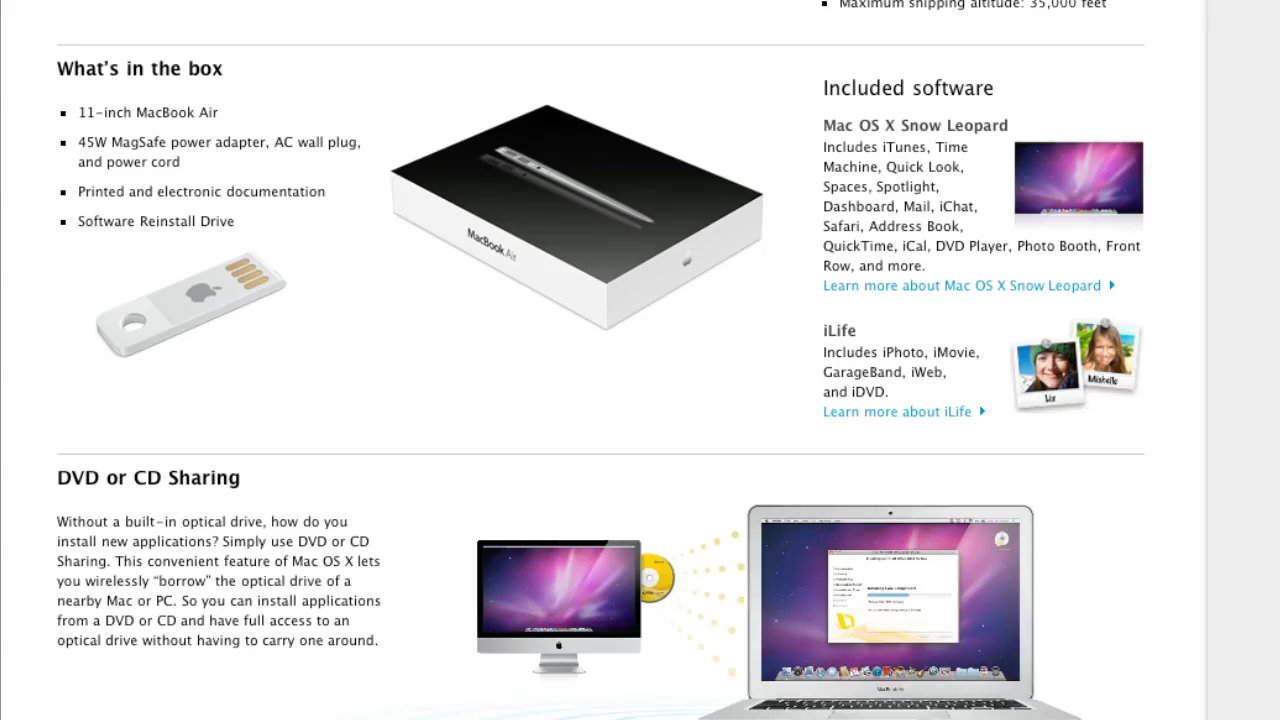 Maximum shipping altitude: 35,000 feet
What's in the box
11-inch MacBook Air
45W MagSafe power adapter, AC wall plug,
and power cord
Printed and electronic documentation
Software Reinstall Drive
MacBook Air
Included software
Mac OS X Snow Leopard
Includes iTunes, Time
Machine, Quick Look,
Spaces, Spotlight,
Dashboard, Mail, iChat,
Safari, Address Book,
QuickTime, iCal, DVD Player, Photo Booth, Front
Row, and more.
Learn more about Mac OS X Snow Leopard
iLife
Includes iPhoto, iMovie,
GarageBand, iWeb,
and iDVD.
Learn more about iLife
Michelle
DVD or CD Sharing
Without a built-in optical drive, how do you
install new applications? Simply use DVD or CD
Sharing. This convenient feature of Mac OS X lets
you wirelessly “borrow” the optical drive of a
nearby Mac or PC. So you can install applications
from a DVD or CD and have full access to an
optical drive without having to carry one around.
MacBook Air